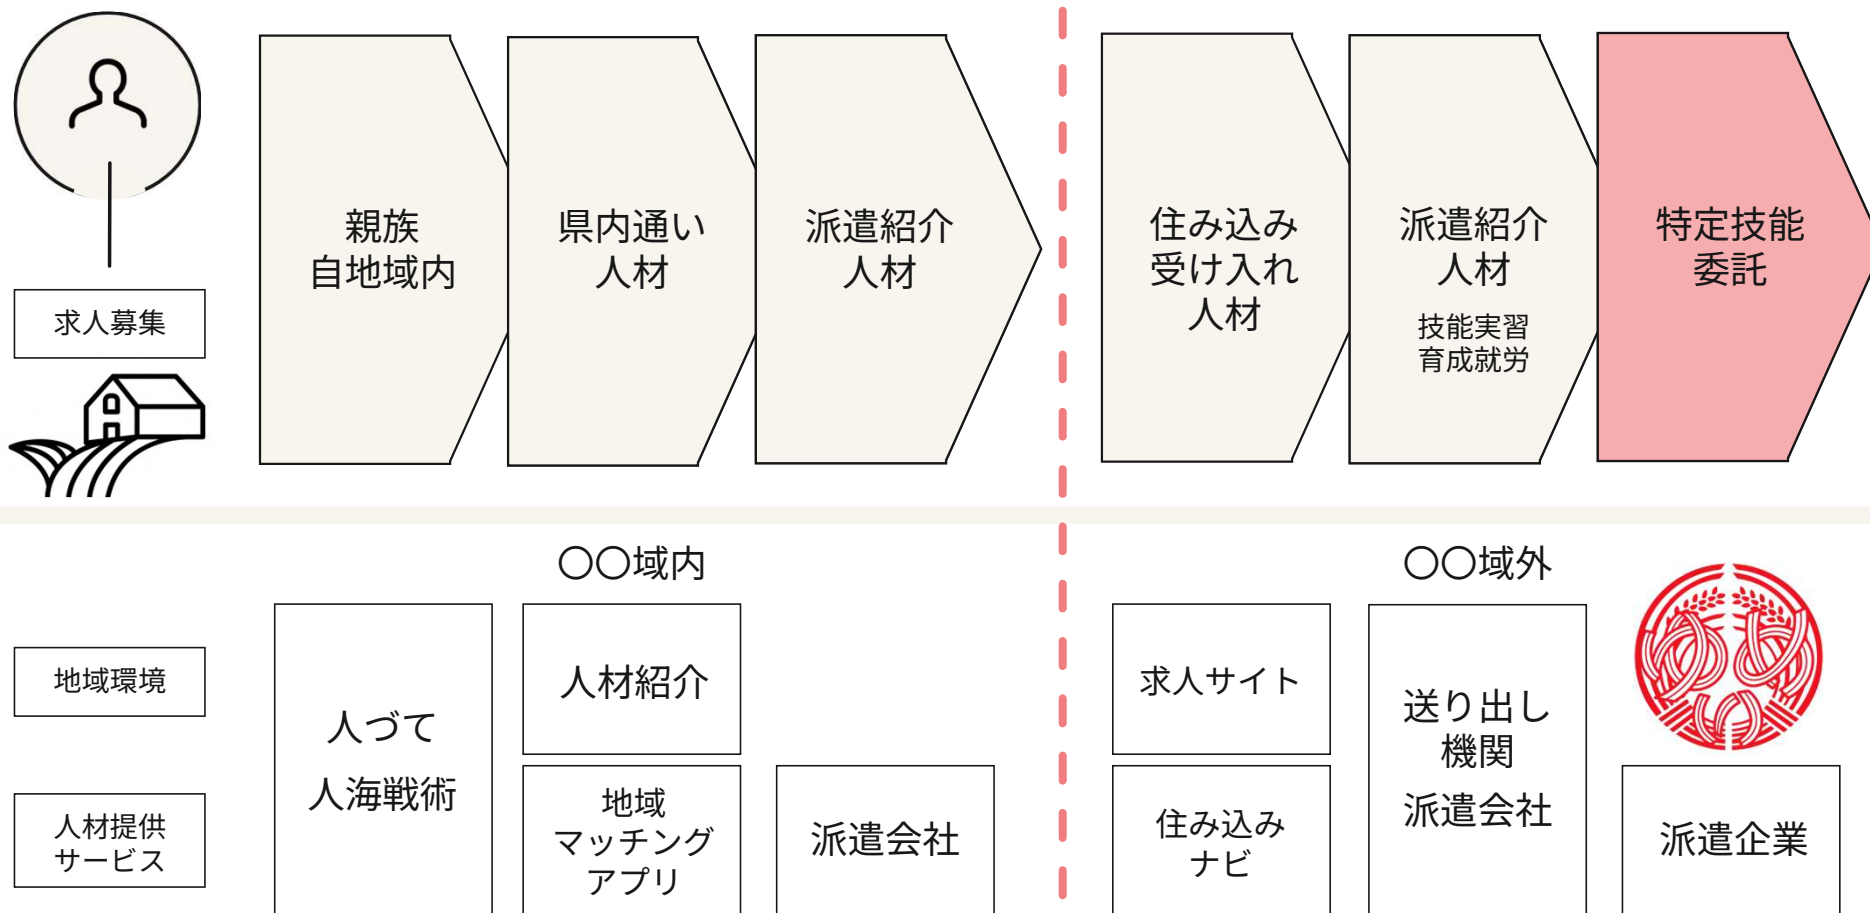 求人募集
親族
自地域内
県内通い
人材
派遣紹介
人材
住み込み
受け入れ
人材
派遣紹介
人材
技能実習
育成就労
特定技能
委託
〇〇域内
〇〇域外
地域環境
人材提供
サービス
人づて
人海戦術
人材紹介
地域
マッチング
アプリ
派遣会社
求人サイト
住み込み
ナビ
送り出し
機関
派遣会社
派遣企業